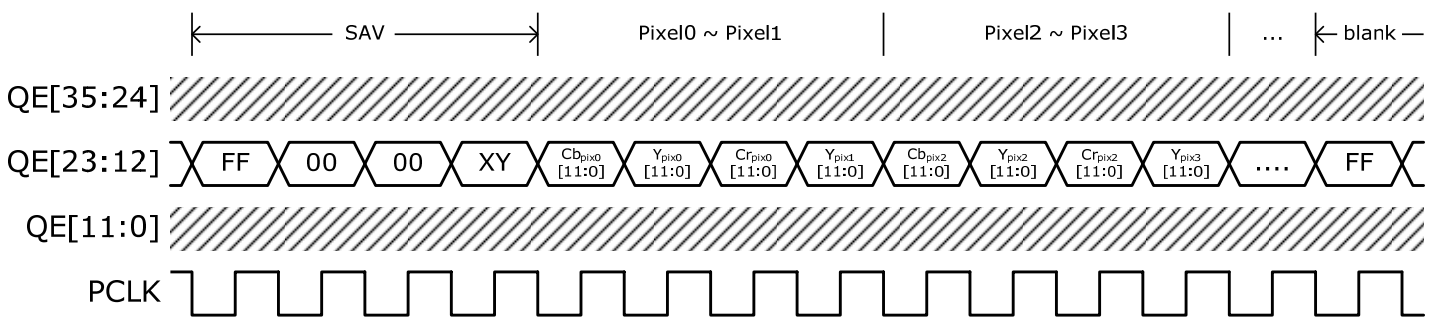 SAV Pixel0 ~ Pixel1 Pixel2 ~ Pixel3 ... blank
QE[35:24]
QE[23:12] FF 00 00 XY Cbpix0 [11:0] Ypix0 [11:0] Crpix0 [11:0] Ypix1 [11:0] Cbpix2 [11:0] Ypix2 [11:0] Crpix2 [11:0] Ypix3 [11:0] .... FF
QE[11:0]
PCLK